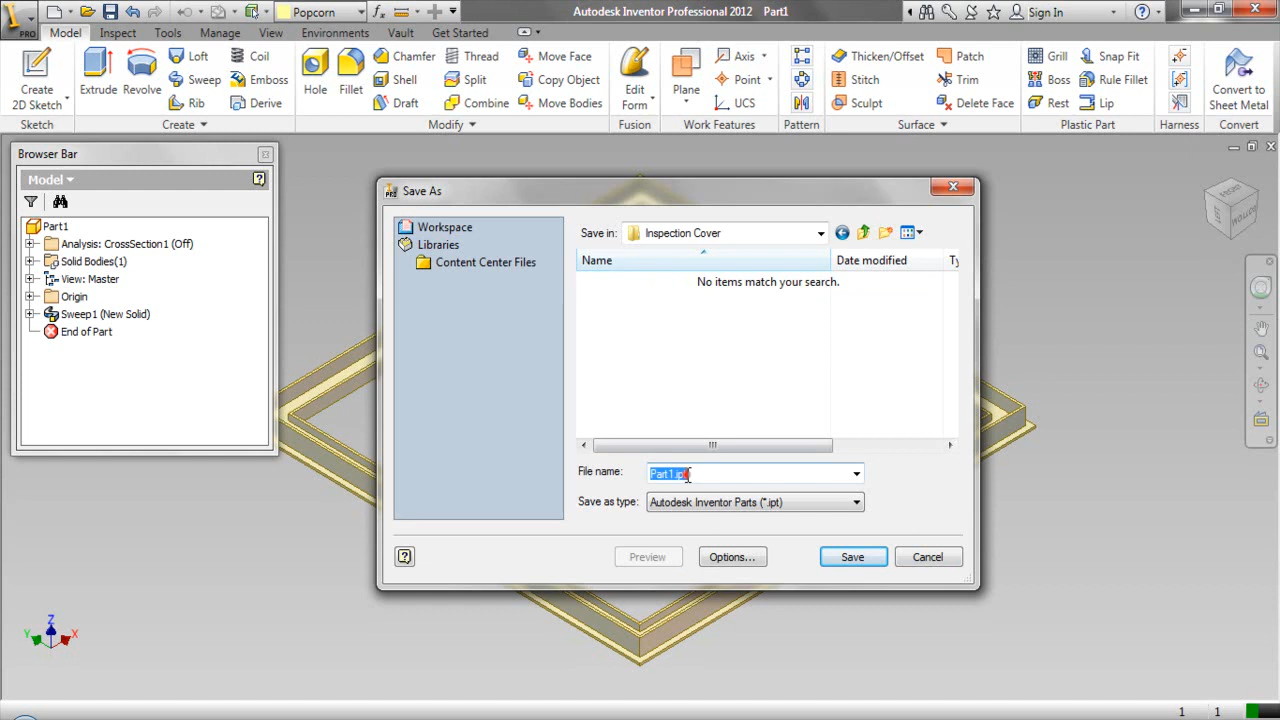 Popcorn
Autodesk Inventor Professional 2012 Part1
Sign In
PRO
Model Inspect Tools Manage View Environments Vault Get Started
Create 2D Sketch
Extrude Revolve
Loft
Sweep
Rib
Coil
Emboss
Derive
Hole Fillet
Chamfer
Shell
Draft
Thread
Split
Combine
Move Face
Copy Object
Move Bodies
Edit Form
Plane
Axis
Point
UCS
Thicken/Offset
Stitch
Sculpt
Patch
Trim
Delete Face
Grill
Boss
Rest
Snap Fit
Rule Fillet
Lip
Convert to Sheet Metal
Sketch Create Modify Fusion Work Features Pattern Surface Plastic Part Harness Convert
Browser Bar
Model
Part1
Analysis: CrossSection1 (Off)
Solid Bodies(1)
View: Master
Origin
Sweep1 (New Solid)
End of Part
PRO Save As
Workspace
Libraries
Content Center Files
Save in: Inspection Cover
Name Date modified Ty
No items match your search.
File name: Part1.ipt
Save as type: Autodesk Inventor Parts (*.ipt)
Preview Options... Save Cancel
FRONT
BOTTOM
Z
Y X
1 1